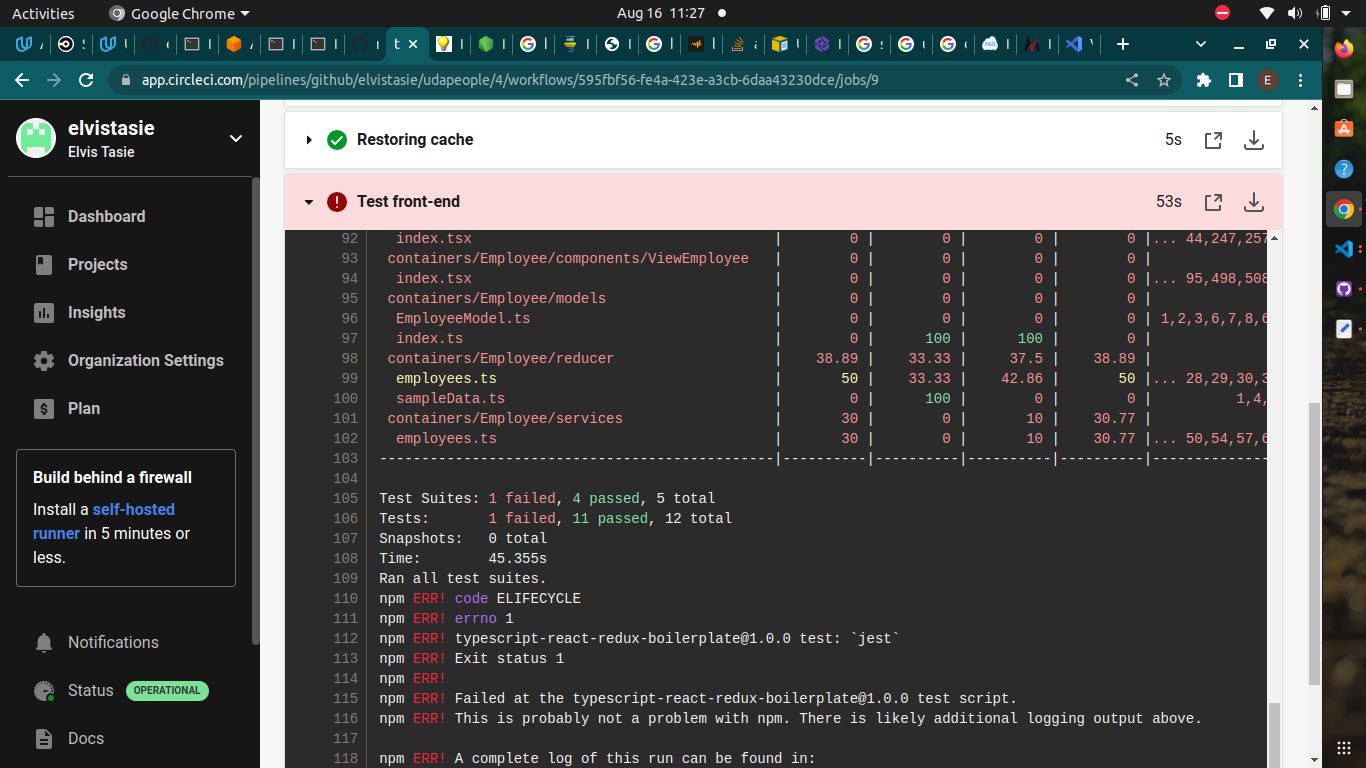 Activities
Google Chrome
Aug 16 11:27
app.circleci.com/pipelines/github/elvistasie/udapeople/4/workflows/595fbf56-fe4a-423e-a3cb-6daa43230dce/jobs/9
E
elvistasie
Elvis Tasie
Dashboard
Projects
Insights
Organization Settings
Plan
Build behind a firewall
Install a self-hosted
runner in 5 minutes or
less.
Notifications
Status OPERATIONAL
Docs
Restoring cache 5s
Test front-end 53s
92 index.tsx | 0 | 0 | 0 | 0 |... 44,247,257
93 containers/Employee/components/ViewEmployee | 0 | 0 | 0 | 0 |
94 index.tsx | 0 | 0 | 0 | 0 |... 95,498,508
95 containers/Employee/models | 0 | 0 | 0 | 0 |
96 EmployeeModel.ts | 0 | 0 | 0 | 0 | 1,2,3,6,7,8,6
97 index.ts | 0 | 100 | 100 | 0 |
98 containers/Employee/reducer | 38.89 | 33.33 | 37.5 | 38.89 |
99 employees.ts | 50 | 33.33 | 42.86 | 50 |... 28,29,30,3
100 sampleData.ts | 0 | 100 | 0 | 0 | 1,4,
101 containers/Employee/services | 30 | 0 | 10 | 30.77 |
102 employees.ts | 30 | 0 | 10 | 30.77 |... 50,54,57,6
103 -----------------------------------------------|----------|----------|----------|----------|--------------
104
105 Test Suites: 1 failed, 4 passed, 5 total
106 Tests: 1 failed, 11 passed, 12 total
107 Snapshots: 0 total
108 Time: 45.355s
109 Ran all test suites.
110 npm ERR! code ELIFECYCLE
111 npm ERR! errno 1
112 npm ERR! typescript-react-redux-boilerplate@1.0.0 test: `jest`
113 npm ERR! Exit status 1
114 npm ERR!
115 npm ERR! Failed at the typescript-react-redux-boilerplate@1.0.0 test script.
116 npm ERR! This is probably not a problem with npm. There is likely additional logging output above.
117
118 npm ERR! A complete log of this run can be found in: